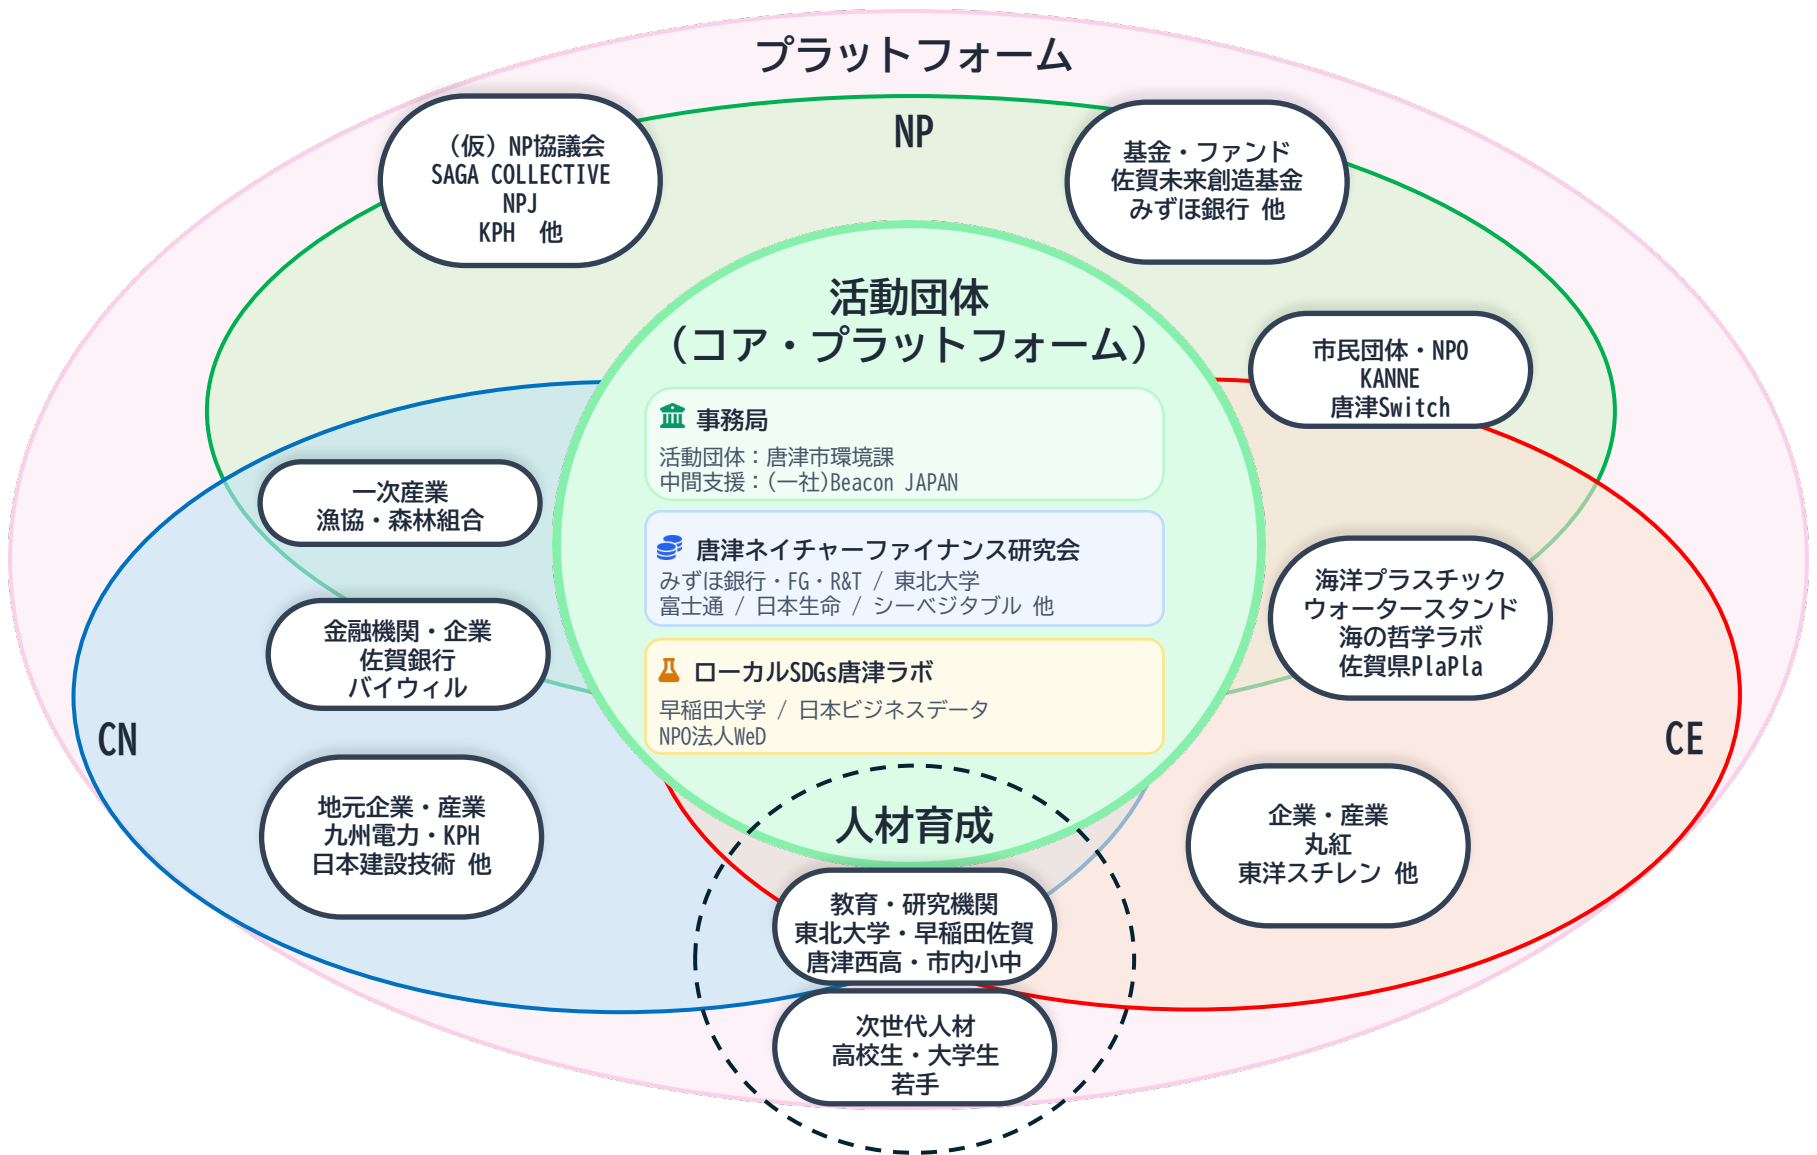 プラットフォーム
NP
（仮）NP協議会
SAGA COLLECTIVE
NPJ
KPH　他
基金・ファンド
佐賀未来創造基金
みずほ銀行 他
活動団体
（コア・プラットフォーム）
市民団体・NPO
KANNE
唐津Switch
事務局
活動団体：唐津市環境課
中間支援：(一社)Beacon JAPAN
一次産業
漁協・森林組合
唐津ネイチャーファイナンス研究会
みずほ銀行・FG・R&T / 東北大学
富士通 / 日本生命 / シーベジタブル 他
海洋プラスチック
ウォータースタンド
海の哲学ラボ
佐賀県PlaPla
金融機関・企業
佐賀銀行
バイウィル
ローカルSDGs唐津ラボ
早稲田大学 / 日本ビジネスデータ
NPO法人WeD
CN
CE
地元企業・産業
九州電力・KPH
日本建設技術 他
人材育成
企業・産業
丸紅
東洋スチレン 他
教育・研究機関
東北大学・早稲田佐賀
唐津西高・市内小中
次世代人材
高校生・大学生
若手